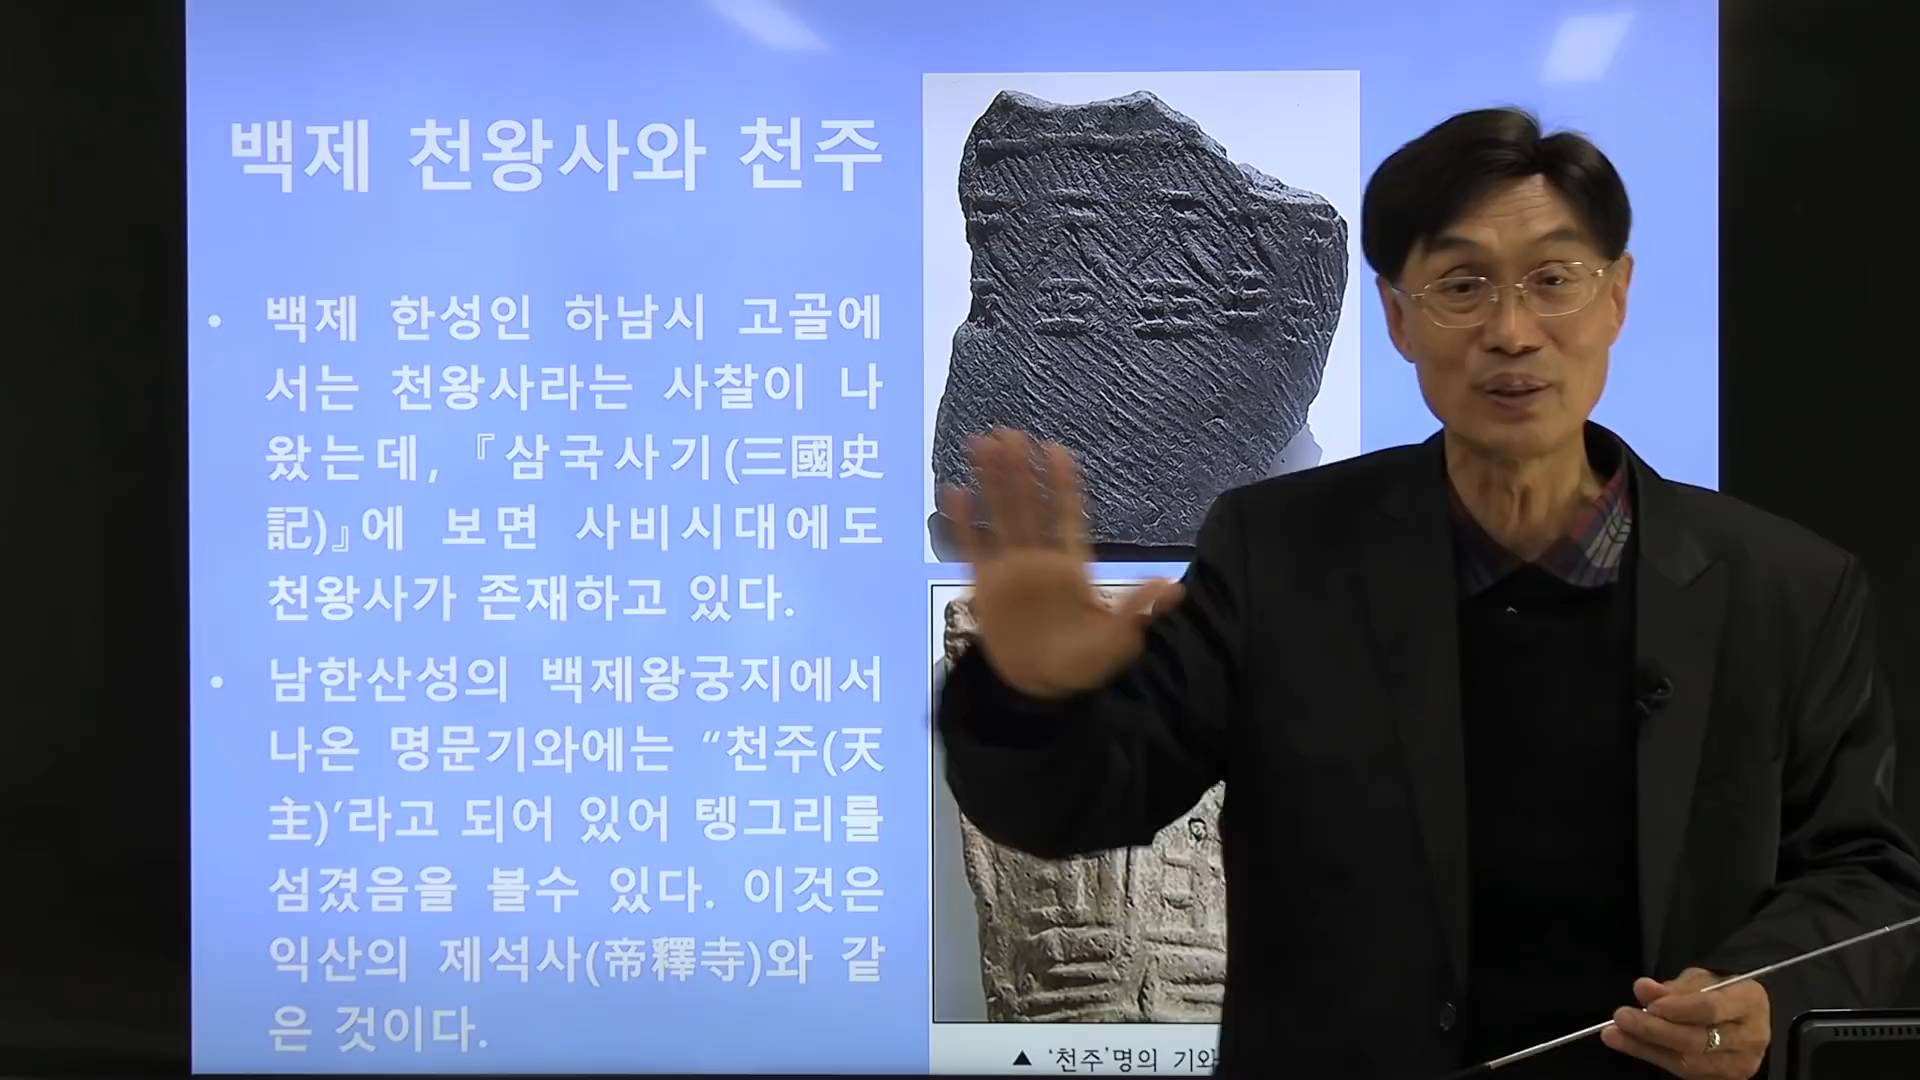 백제 천왕사와 천주
• 백제 한성인 하남시 고골에
서는 천왕사라는 사찰이 나
왔는데, 『삼국사기(三國史
記)』에 보면 사비시대에도
천왕사가 존재하고 있다.
• 남한산성의 백제왕궁지에서
나온 명문기와에는 “천주(天
主)’라고 되어 있어 텡그리를
섬겼음을 볼수 있다. 이것은
익산의 제석사(帝釋寺)와 같
은 것이다.
▲ ‘천주’명의 기와